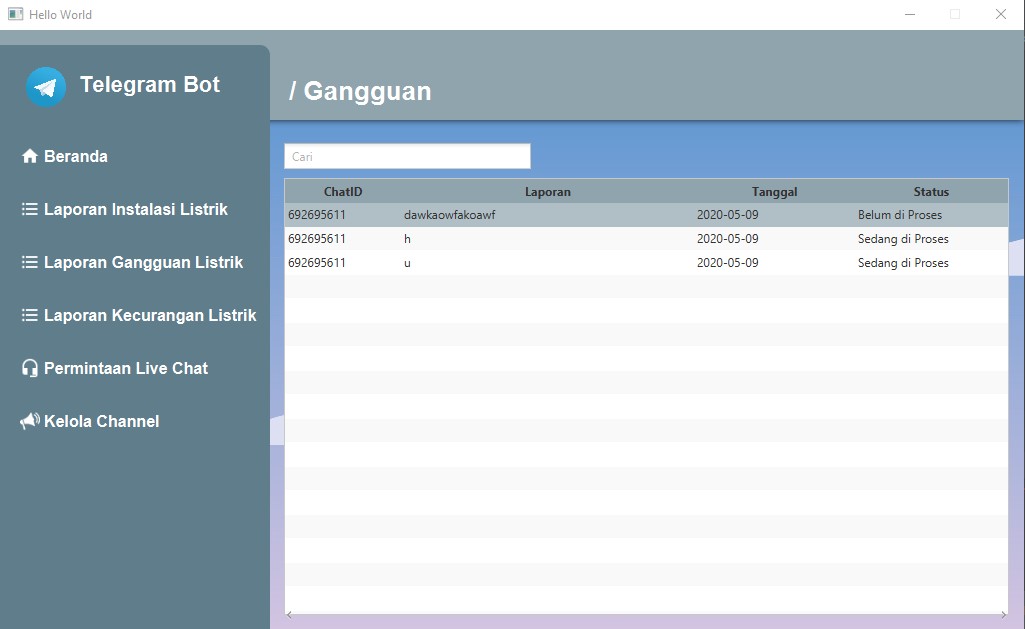 Hello World
Telegram Bot
/ Gangguan
Beranda
Laporan Instalasi Listrik
Laporan Gangguan Listrik
Laporan Kecurangan Listrik
Permintaan Live Chat
Kelola Channel
Cari
ChatID Laporan Tanggal Status
692695611 dawkaowfakoawf 2020-05-09 Belum di Proses
692695611 h 2020-05-09 Sedang di Proses
692695611 u 2020-05-09 Sedang di Proses